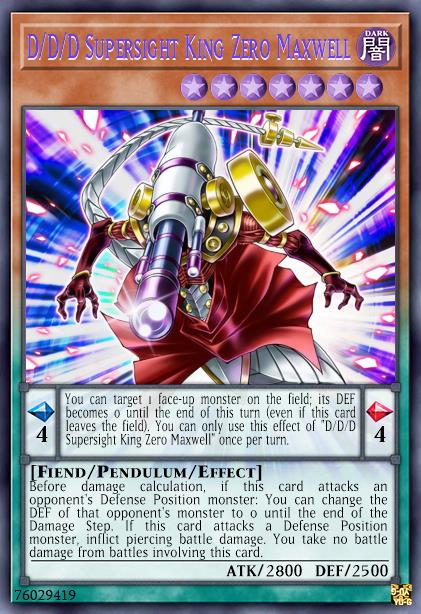 D/D/D Supersight King Zero Maxwell
DARK
闇
You can target 1 face-up monster on the field; its DEF
becomes 0 until the end of this turn (even if this card
leaves the field). You can only use this effect of "D/D/D
Supersight King Zero Maxwell" once per turn.
4
4
[Fiend/Pendulum/Effect]
Before damage calculation, if this card attacks an
opponent's Defense Position monster: You can change the
DEF of that opponent's monster to 0 until the end of the
Damage Step. If this card attacks a Defense Position
monster, inflict piercing battle damage. You take no battle
damage from battles involving this card.
ATK/2800 DEF/2500
76029419